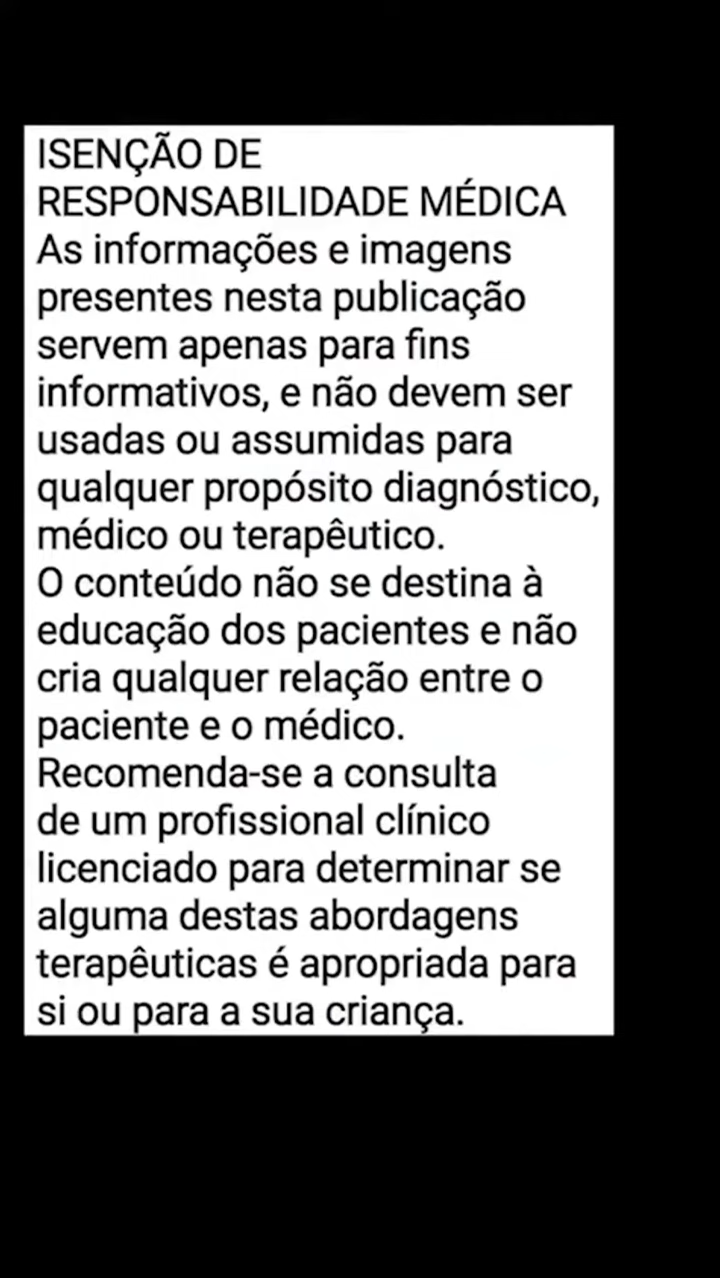 ISENÇÃO DE
RESPONSABILIDADE MÉDICA
As informações e imagens
presentes nesta publicação
servem apenas para fins
informativos, e não devem ser
usadas ou assumidas para
qualquer propósito diagnóstico,
médico ou terapêutico.
O conteúdo não se destina à
educação dos pacientes e não
cria qualquer relação entre o
paciente e o médico.
Recomenda-se a consulta
de um profissional clínico
licenciado para determinar se
alguma destas abordagens
terapêuticas é apropriada para
si ou para a sua criança.